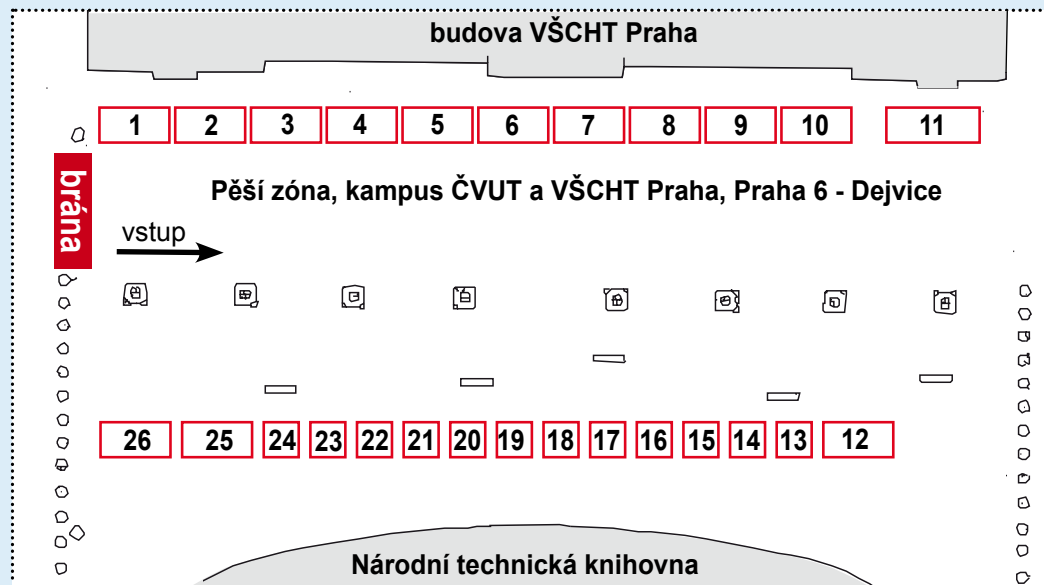 budova VŠCHT Praha
1 2 3 4 5 6 7 8 9 10 11
brána
Pěší zóna, kampus ČVUT a VŠCHT Praha, Praha 6 - Dejvice
vstup
26 25 24 23 22 21 20 19 18 17 16 15 14 13 12
Národní technická knihovna